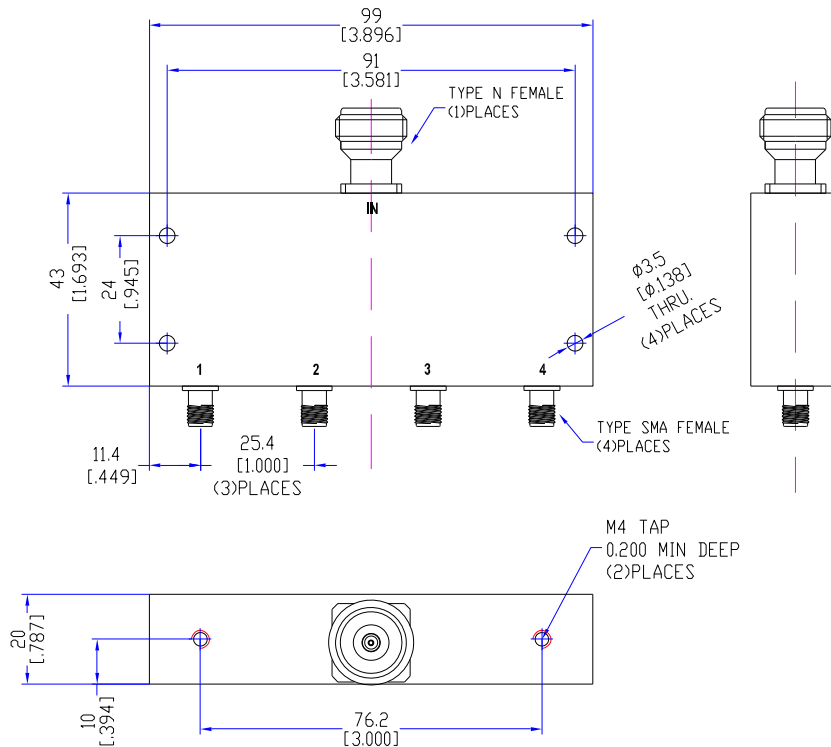 99
[3.896]
91
[3.581]
TYPE N FEMALE
(1)PLACES
IN
43
[1.693]
24
[.945]
Ø3.5
[Ø.138]
THRU.
(4)PLACES
1
2
3
4
11.4
[.449]
25.4
[1.000]
(3)PLACES
TYPE SMA FEMALE
(4)PLACES
M4 TAP
0.200 MIN DEEP
(2)PLACES
20
[.787]
10
[.394]
76.2
[3.000]